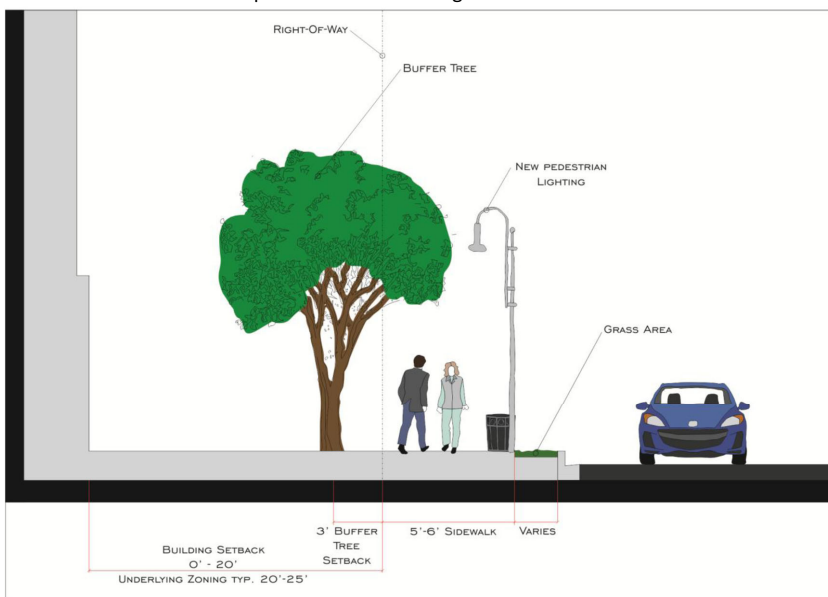 RIGHT-OF-WAY
BUFFER TREE
NEW PEDESTRIAN
LIGHTING
GRASS AREA
3' BUFFER
TREE
SETBACK
5'-6' SIDEWALK
VARIES
BUILDING SETBACK
0' - 20'
UNDERLYING ZONING TYP. 20'-25'